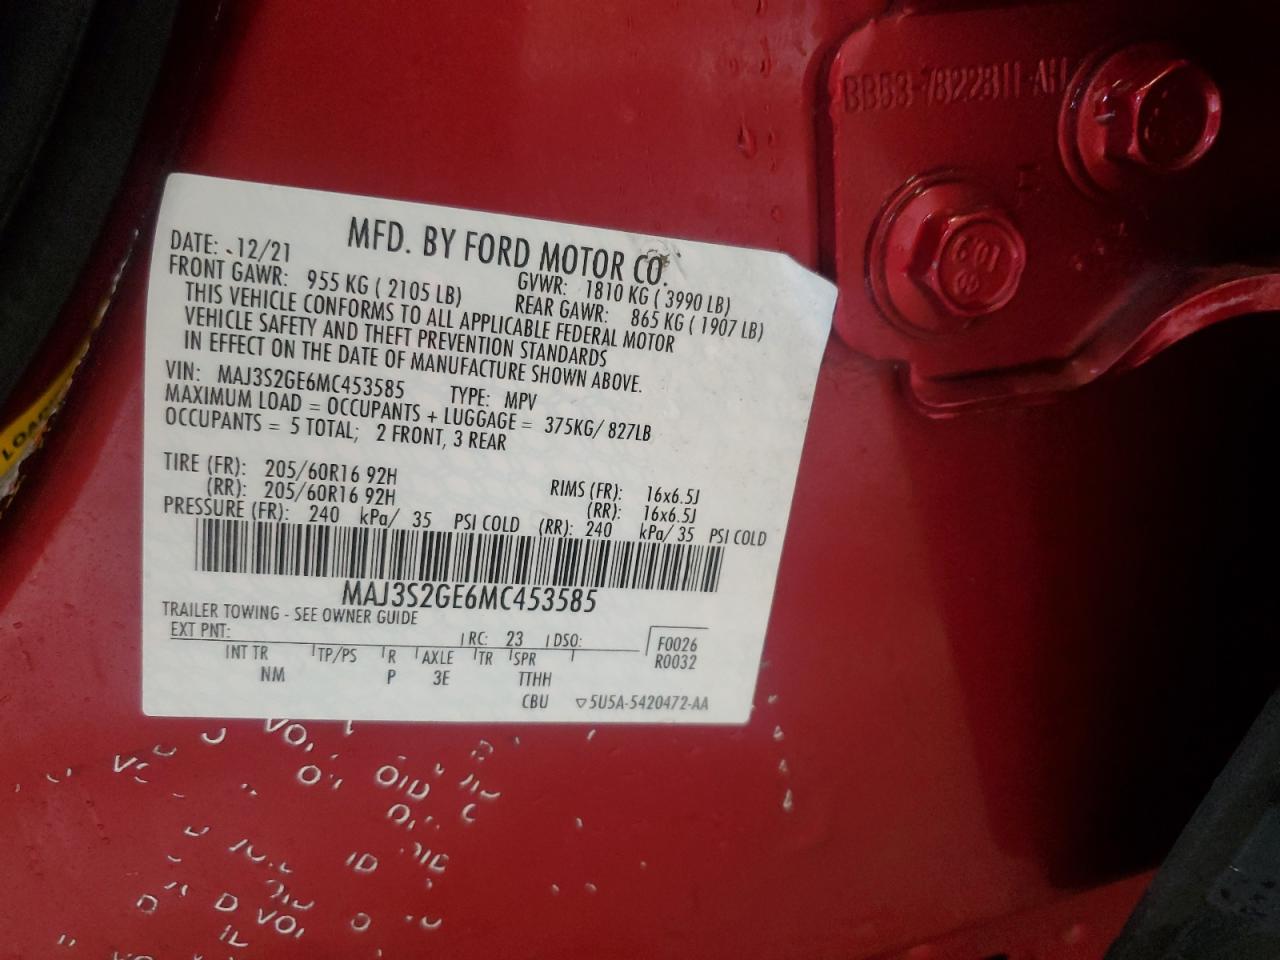 BB53-7822811-AH
10.9
MFD. BY FORD MOTOR CO.
DATE: 12/21
GVWR: 1810 KG ( 3990 LB)
FRONT GAWR: 955 KG ( 2105 LB)
REAR GAWR: 865 KG ( 1907 LB)
THIS VEHICLE CONFORMS TO ALL APPLICABLE FEDERAL MOTOR
VEHICLE SAFETY AND THEFT PREVENTION STANDARDS
IN EFFECT ON THE DATE OF MANUFACTURE SHOWN ABOVE.
VIN: MAJ3S2GE6MC453585 TYPE: MPV
MAXIMUM LOAD = OCCUPANTS + LUGGAGE = 375KG/ 827LB
OCCUPANTS = 5 TOTAL; 2 FRONT, 3 REAR
TIRE (FR): 205/60R16 92H RIMS (FR): 16x6.5J
(RR): 205/60R16 92H (RR): 16x6.5J
PRESSURE (FR): 240 kPa/ 35 PSI COLD (RR): 240 kPa/ 35 PSI COLD
MAJ3S2GE6MC453585
TRAILER TOWING - SEE OWNER GUIDE
EXT PNT: RC: 23 DSO: F0026
R0032
INT TR TP/PS R AXLE TR SPR
NM P 3E TTHH
CBU ▽5U5A-5420472-AA